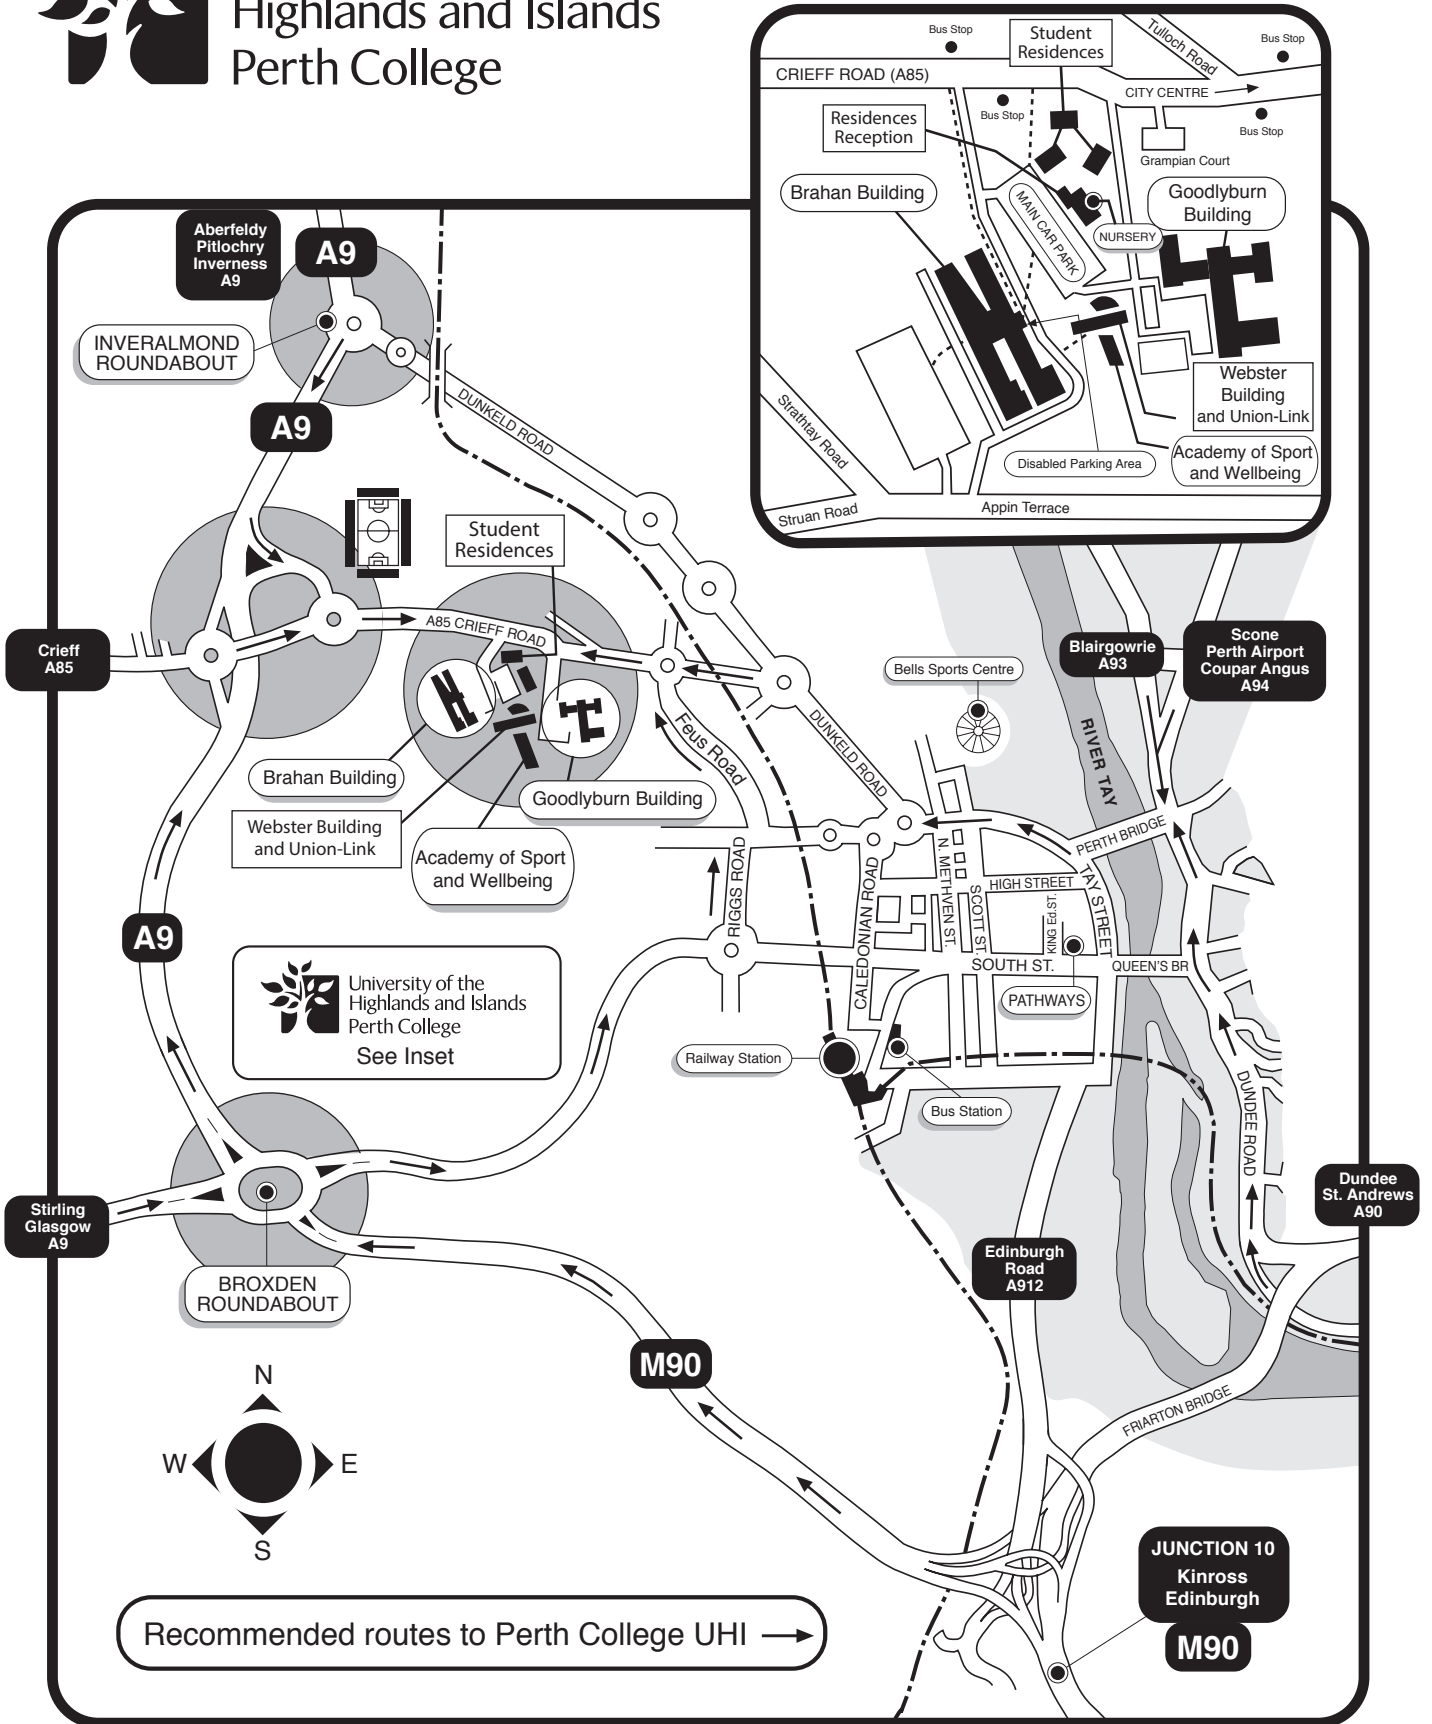 Highlands and Islands
Perth College
Bus Stop
Student
Residences
Tulloch Road
Bus Stop
CRIEFF ROAD (A85)
CITY CENTRE
Residences
Reception
Bus Stop
Bus Stop
Grampian Court
Brahan Building
MAIN CAR PARK
Goodlyburn
Building
NURSERY
Webster
Building
and Union-Link
Strathtay Road
Disabled Parking Area
Academy of Sport
and Wellbeing
Struan Road
Appin Terrace
Aberfeldy
Pitlochry
Inverness
A9
A9
INVERALMOND
ROUNDABOUT
A9
DUNKELD ROAD
Student
Residences
A85 CRIEFF ROAD
Crieff
A85
Blairgowrie
A93
Scone
Perth Airport
Coupar Angus
A94
Bells Sports Centre
RIVER TAY
Feus Road
DUNKELD ROAD
Brahan Building
Goodlyburn Building
Webster Building
and Union-Link
Academy of Sport
and Wellbeing
PERTH BRIDGE
RIGGS ROAD
CALEDONIAN ROAD
N. METHVEN ST.
SCOTT ST.
HIGH STREET
KING Ed.ST.
TAY STREET
A9
SOUTH ST.
QUEEN'S BR
PATHWAYS
University of the
Highlands and Islands
Perth College
See Inset
Railway Station
Bus Station
DUNDEE ROAD
Stirling
Glasgow
A9
Dundee
St. Andrews
A90
Edinburgh
Road
A912
BROXDEN
ROUNDABOUT
M90
FRIARTON BRIDGE
N
W
E
S
JUNCTION 10
Kinross
Edinburgh
M90
Recommended routes to Perth College UHI